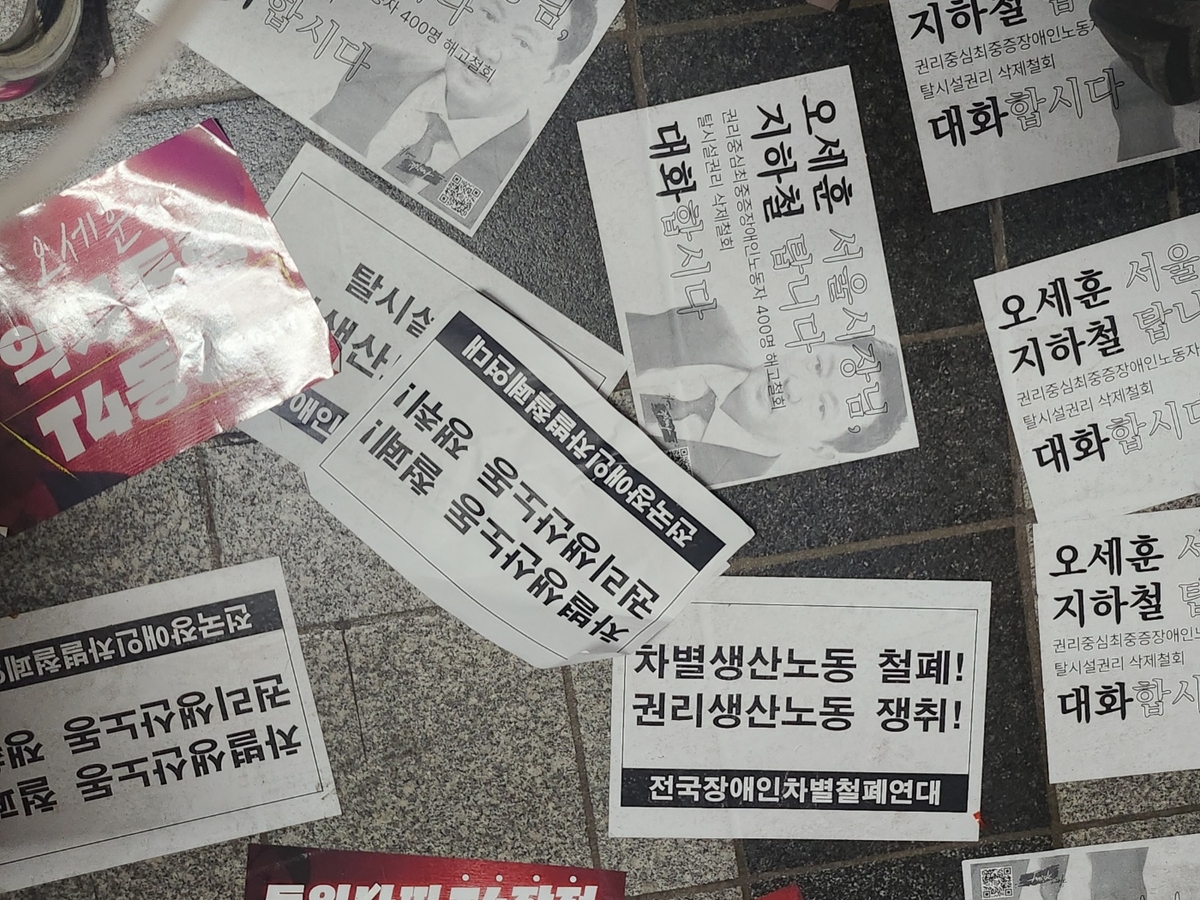 합시다
400명 해고철회
오세훈 서울시장님,
지하철 탑니다
권리중심최중증장애인노동자 400명 해고철회
탈시설권리 삭제철회
대화합시다
지하철
권리중심최중증장애인노동자
탈시설권리 삭제철회
대화합시다
오세훈 서울
지하철
권리중심최중증장애인노동자
탈시설권리 삭제철회
대화합시다
오세훈
지하철
권리중심최중증장애인
탈시설권리 삭제철회
대화합시
오세훈
탈시설
차별생산노동 철폐!
권리생산노동 쟁취!
전국장애인차별철폐연대
차별생산노동 철폐!
권리생산노동 쟁취!
전국장애인차별철폐연대
차별생산노동
권리생산노동
전국장애인차별철폐